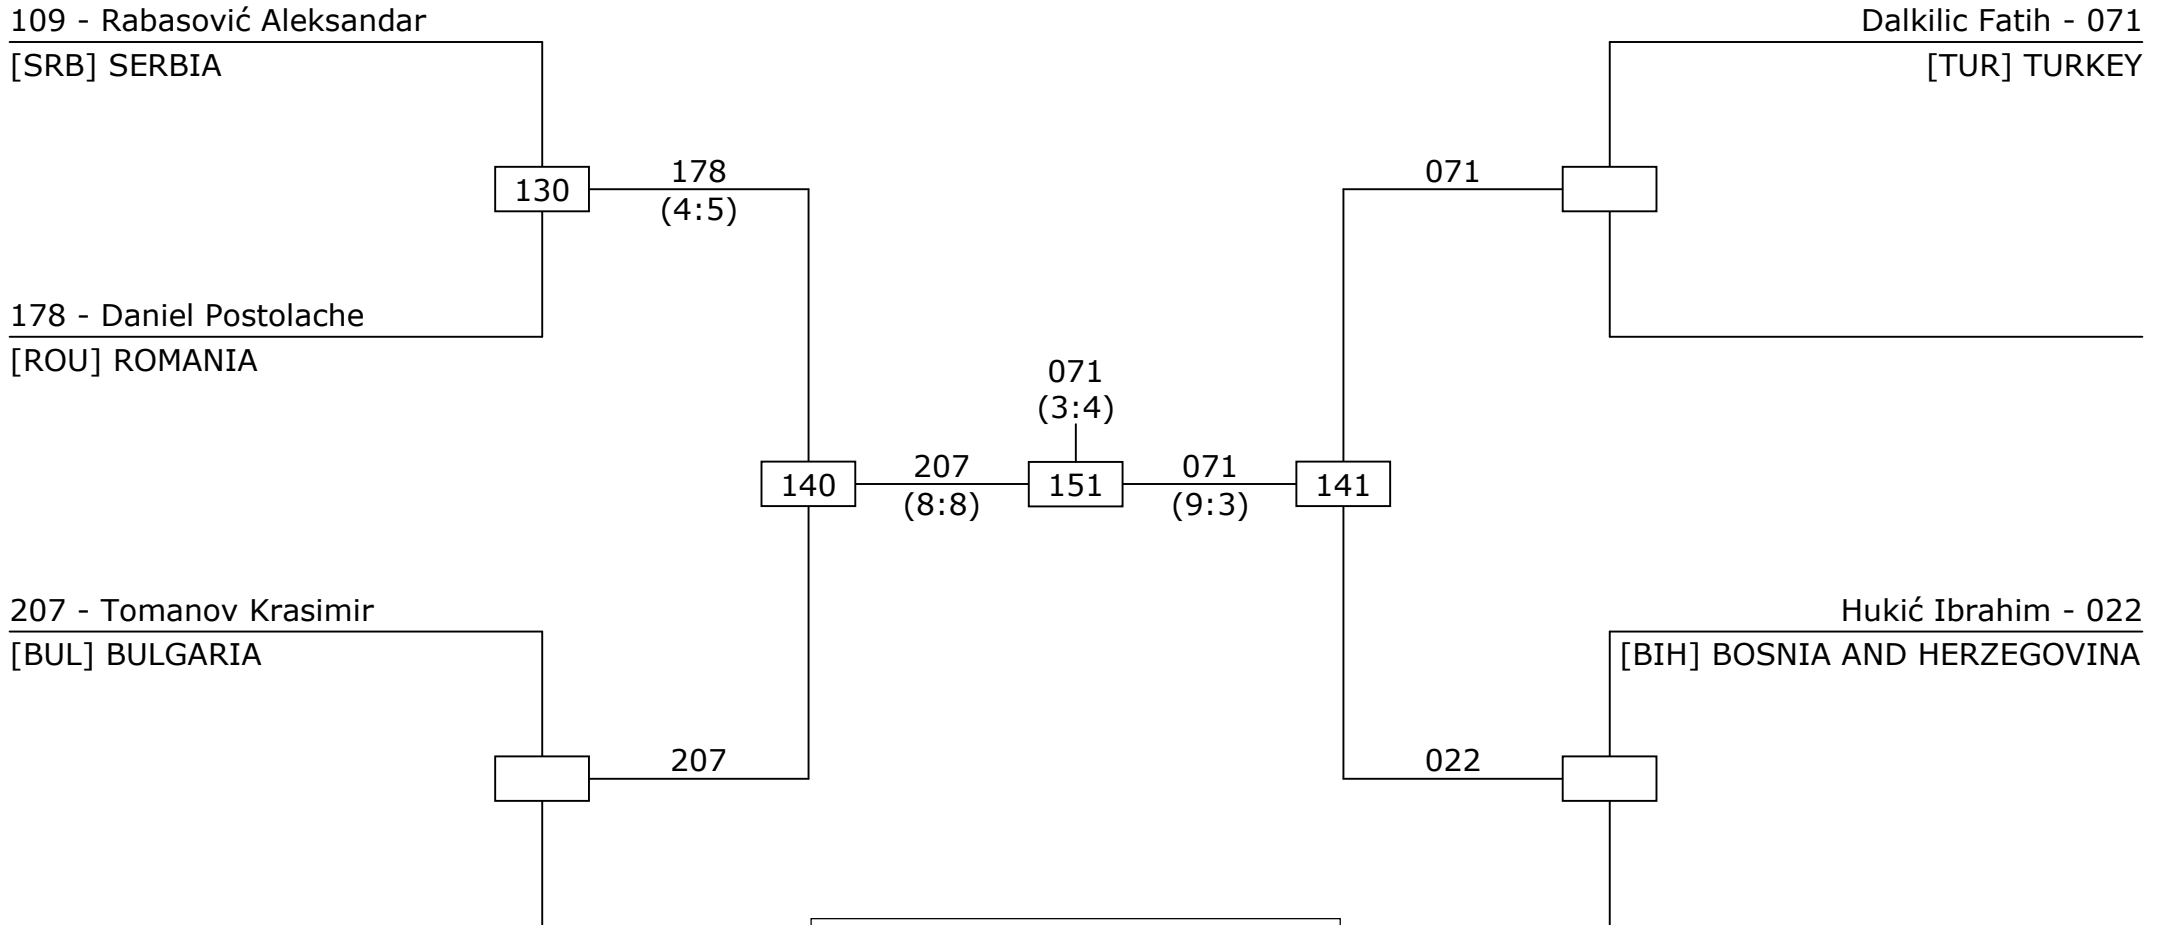 109 - Rabasović Aleksandar
[SRB] SERBIA
Dalkilic Fatih - 071
[TUR] TURKEY
130
178
(4:5)
071
178 - Daniel Postolache
[ROU] ROMANIA
071
(3:4)
140
207
(8:8)
151
071
(9:3)
141
207 - Tomanov Krasimir
[BUL] BULGARIA
Hukić Ibrahim - 022
[BIH] BOSNIA AND HERZEGOVINA
207
022